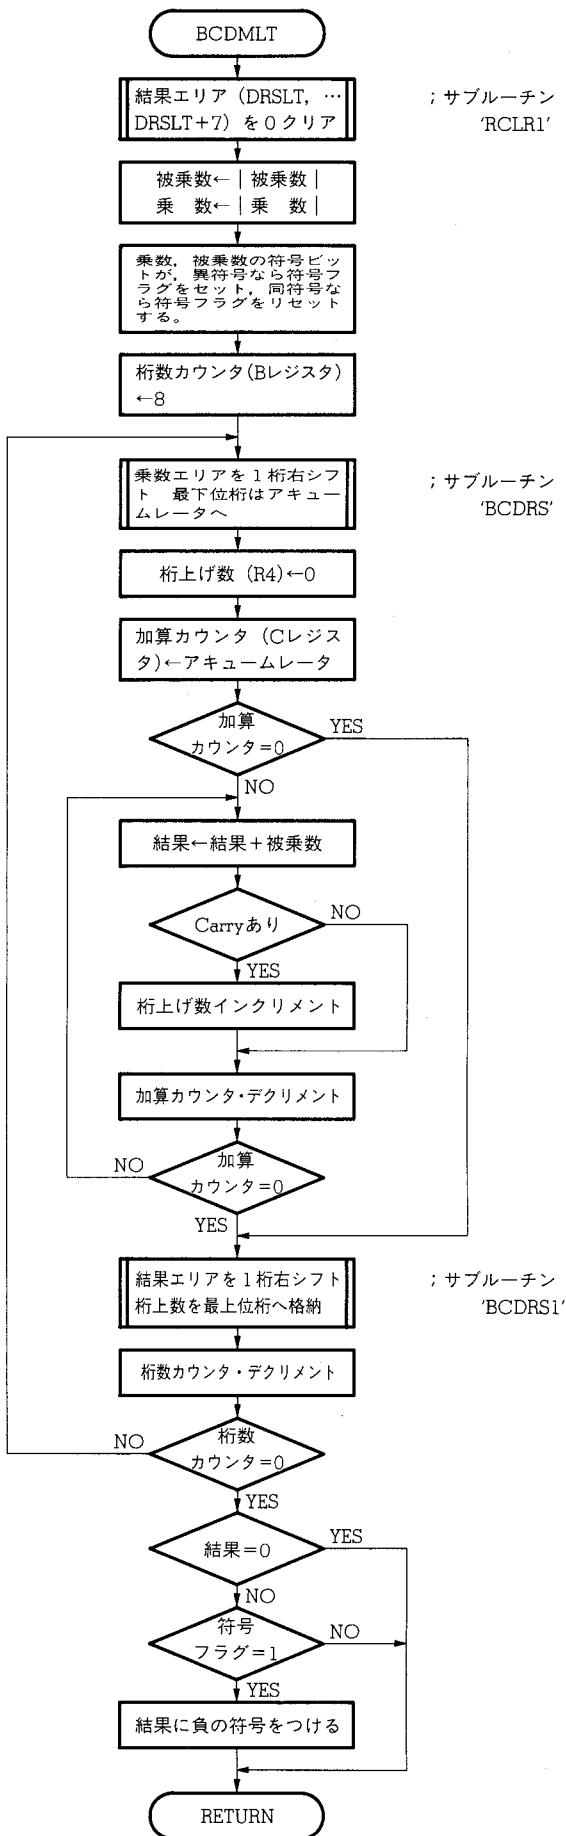 BCDMLT
結果エリア (DRSLT, …
DRSLT+7) を0クリア
; サブルーチン
'RCLR1'
被乗数←| 被乗数 |
乗 数←| 乗 数 |
乗数, 被乗数の符号ビッ
トが, 異符号なら符号フ
ラグをセット, 同符号な
ら符号フラグをリセット
する。
桁数カウンタ(Bレジスタ)
←8
乗数エリアを1桁右シフ
ト 最下位桁はアキュー
ムレータへ
; サブルーチン
'BCDRS'
桁上げ数 (R4)←0
加算カウンタ (Cレジス
タ)←アキュームレータ
加算
カウンタ=0
YES
NO
結果←結果+被乗数
Carryあり
NO
YES
桁上げ数インクリメント
加算カウンタ・デクリメント
加算
カウンタ=0
NO
YES
結果エリアを1桁右シフト
桁上数を最上位桁へ格納
; サブルーチン
'BCDRS1'
桁数カウンタ・デクリメント
桁数
カウンタ=0
NO
YES
結果=0
YES
NO
符号
フラグ=1
NO
YES
結果に負の符号をつける
RETURN